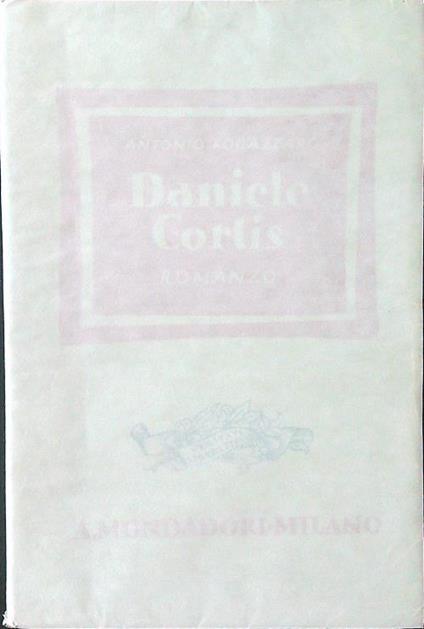 ANTONIO FOGAZZARO
Daniele
Cortis
ROMANZO
A. MONDADORI · MILANO